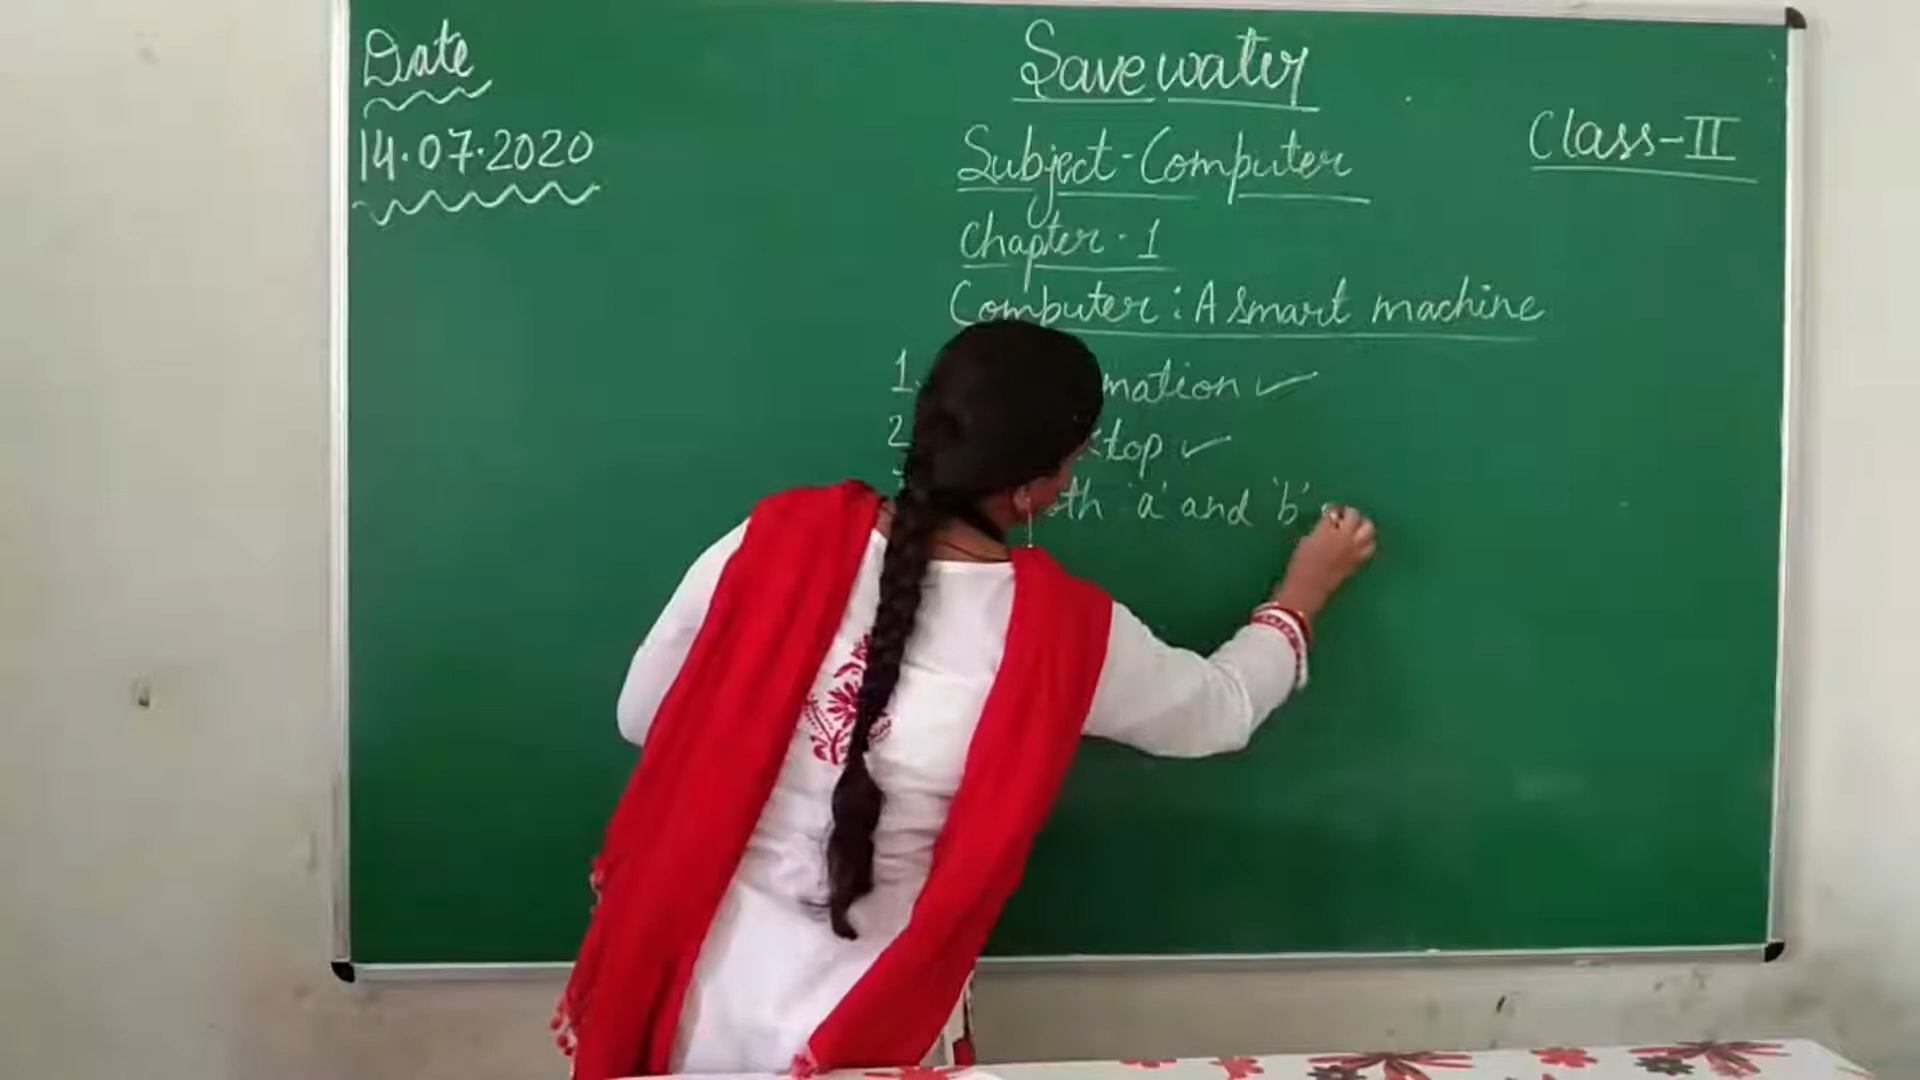 Date
14.07.2020
Save water
Subject-Computer
Class-III
Chapter-1
Computer: A smart machine
1. mation ✓
2 top ✓
th 'a' and 'b'